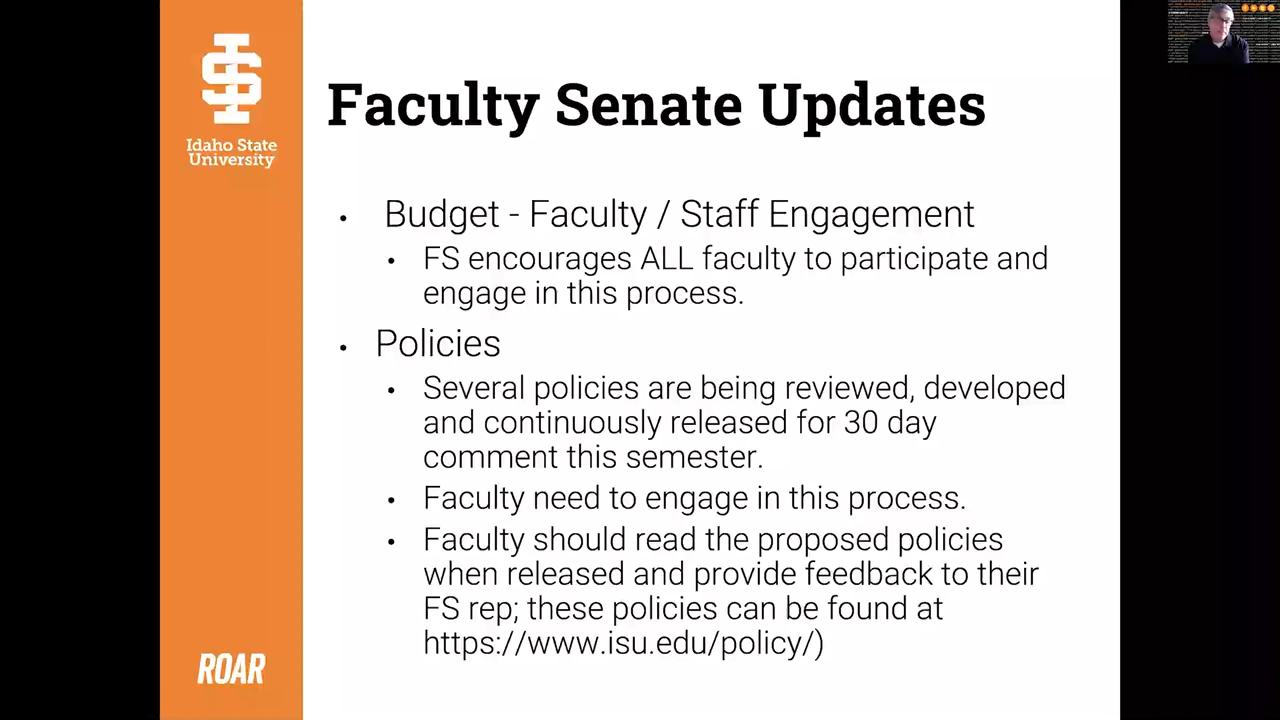 Idaho State
University
Faculty Senate Updates
• Budget - Faculty / Staff Engagement
• FS encourages ALL faculty to participate and
engage in this process.
• Policies
• Several policies are being reviewed, developed
and continuously released for 30 day
comment this semester.
• Faculty need to engage in this process.
• Faculty should read the proposed policies
when released and provide feedback to their
FS rep; these policies can be found at
https://www.isu.edu/policy/)
ROAR